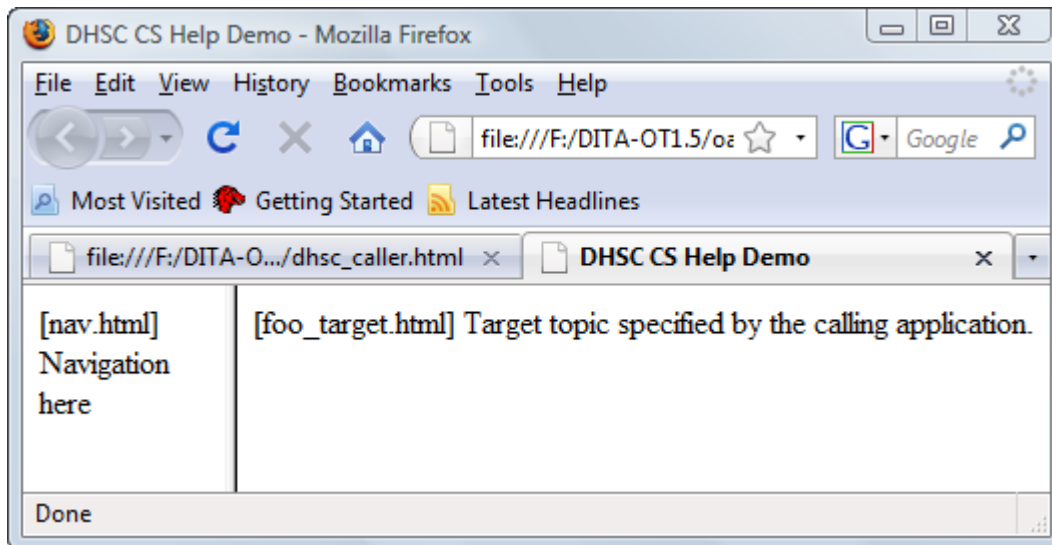 DHSC CS Help Demo - Mozilla Firefox
File Edit View History Bookmarks Tools Help
file:///F:/DITA-OT1.5/oa G Google
Most Visited Getting Started Latest Headlines
file:///F:/DITA-O.../dhsc_caller.html DHSC CS Help Demo
[nav.html] [foo_target.html] Target topic specified by the calling application.
Navigation
here
Done